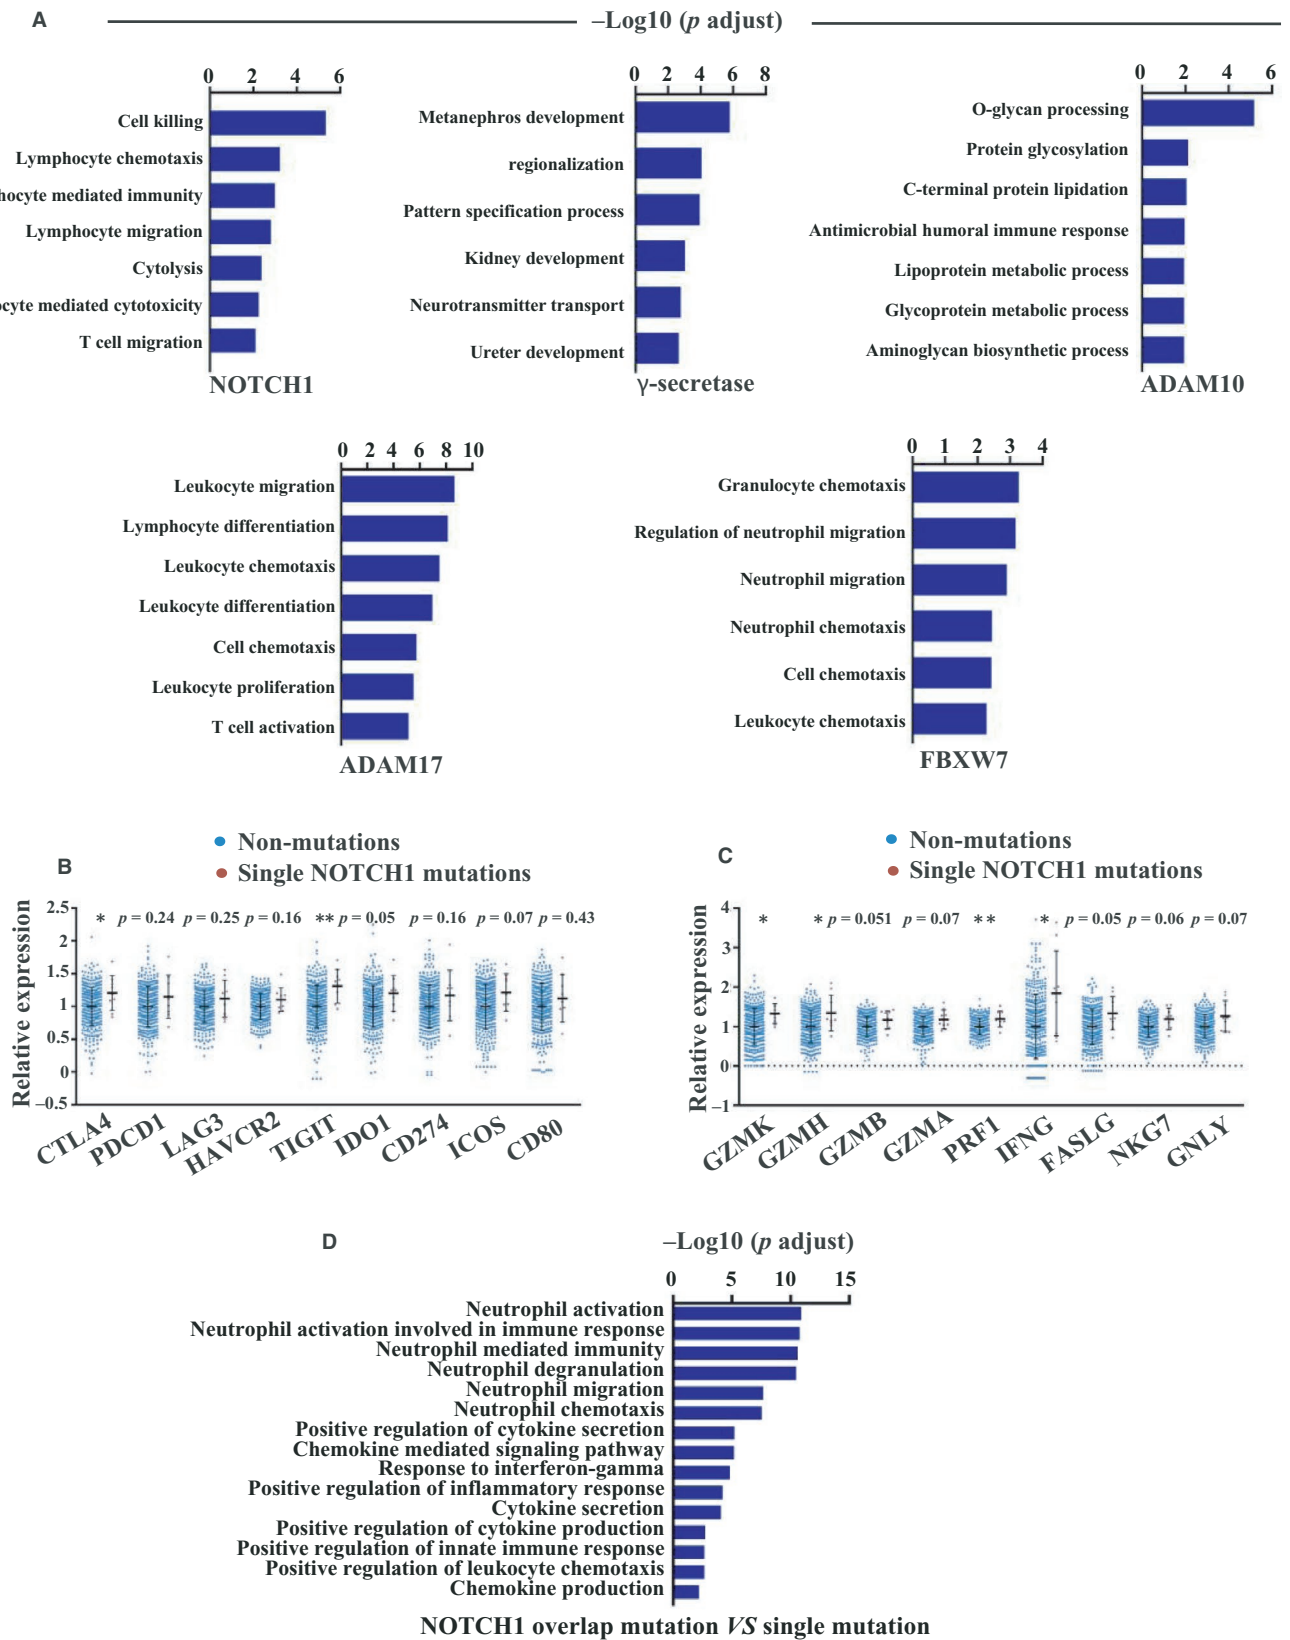 A
–Log10 (p adjust)
0 2 4 6
Cell killing
Lymphocyte chemotaxis
mediated immunity
Lymphocyte migration
Cytolysis
mediated cytotoxicity
T cell migration
NOTCH1
0 2 4 6 8
Metanephros development
regionalization
Pattern specification process
Kidney development
Neurotransmitter transport
Ureter development
γ-secretase
0 2 4 6
O-glycan processing
Protein glycosylation
C-terminal protein lipidation
Antimicrobial humoral immune response
Lipoprotein metabolic process
Glycoprotein metabolic process
Aminoglycan biosynthetic process
ADAM10
0 2 4 6 8 10
Leukocyte migration
Lymphocyte differentiation
Leukocyte chemotaxis
Leukocyte differentiation
Cell chemotaxis
Leukocyte proliferation
T cell activation
ADAM17
0 1 2 3 4
Granulocyte chemotaxis
Regulation of neutrophil migration
Neutrophil migration
Neutrophil chemotaxis
Cell chemotaxis
Leukocyte chemotaxis
FBXW7
B
Non-mutations
Single NOTCH1 mutations
Relative expression
2.5
2
1.5
1
0.5
0
–0.5
* p = 0.24 p = 0.25 p = 0.16 ** p = 0.05 p = 0.16 p = 0.07 p = 0.43
CTLA4 PDCD1 LAG3 HAVCR2 TIGIT IDO1 CD274 ICOS CD80
C
Non-mutations
Single NOTCH1 mutations
Relative expression
4
3
2
1
0
–1
* * p = 0.051 p = 0.07 ** * p = 0.05 p = 0.06 p = 0.07
GZMK GZMH GZMB GZMA PRF1 IFNG FASLG NKG7 GNLY
D
–Log10 (p adjust)
0 5 10 15
Neutrophil activation
Neutrophil activation involved in immune response
Neutrophil mediated immunity
Neutrophil degranulation
Neutrophil migration
Neutrophil chemotaxis
Positive regulation of cytokine secretion
Chemokine mediated signaling pathway
Response to interferon-gamma
Positive regulation of inflammatory response
Cytokine secretion
Positive regulation of cytokine production
Positive regulation of innate immune response
Positive regulation of leukocyte chemotaxis
Chemokine production
NOTCH1 overlap mutation VS single mutation